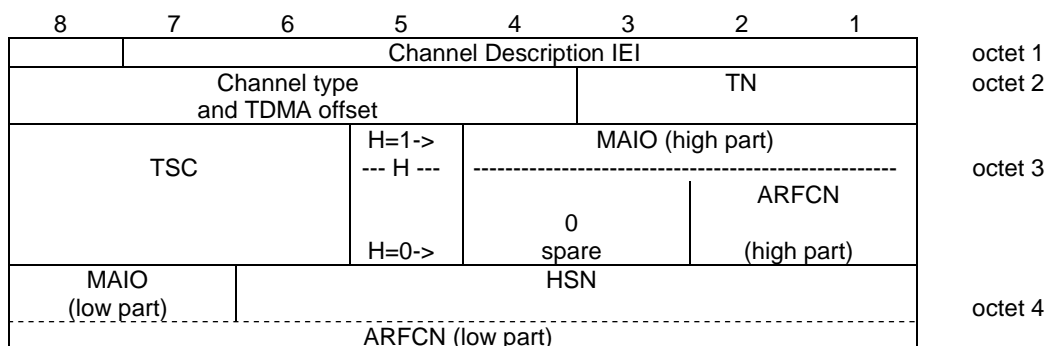 8 7 6 5 4 3 2 1
Channel Description IEI octet 1
Channel type TN octet 2
and TDMA offset
H=1-> MAIO (high part)
TSC --- H --- ------------------------------------------------------ octet 3
ARFCN
0
H=0-> spare (high part)
MAIO HSN
(low part) octet 4
ARFCN (low part)